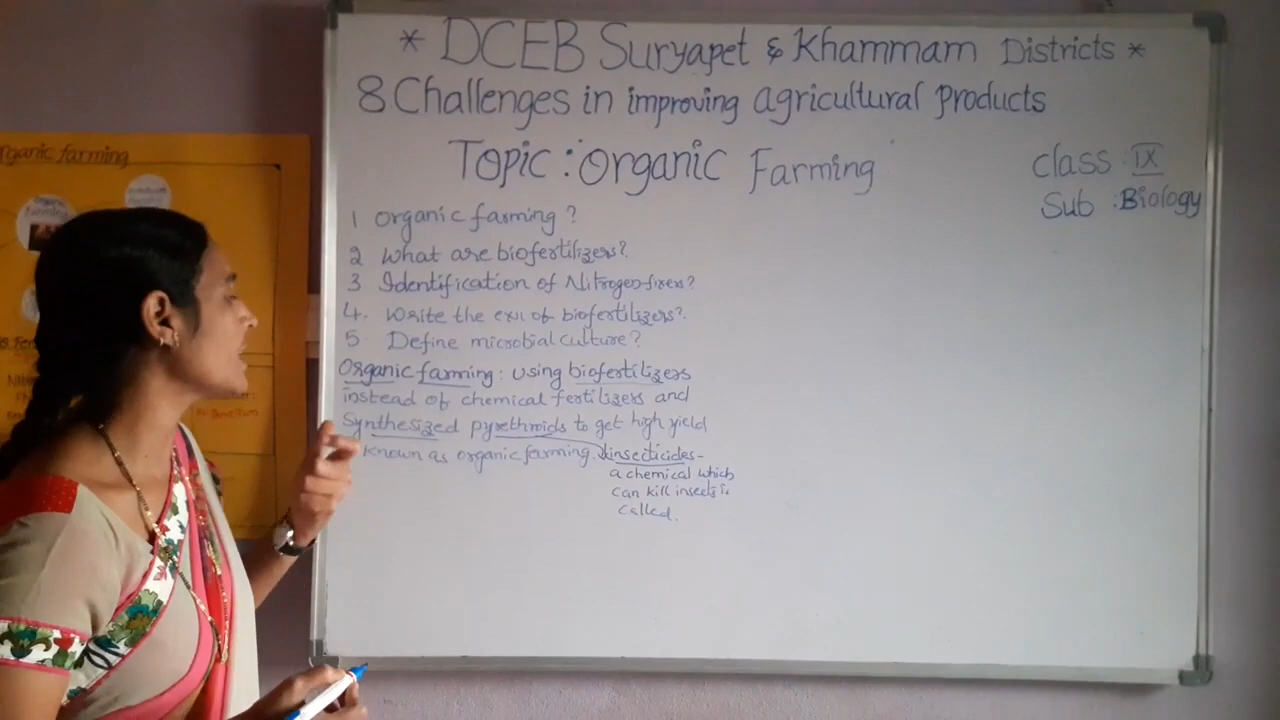 * DCEB Suryapet & Khammam Districts *
8 Challenges in improving agricultural products
Topic : Organic Farming
class : IX
Sub : Biology
1 organic farming ?
2 What are biofertilizers?
3 Identification of Nitrogen fixers?
4. Write the ex of biofertilizers?
5 Define microbial culture ?
Organic farming : using biofertilizers
instead of chemical fertilizers and
Synthesized pyrethroids to get high yield
known as organic farming. insecticides -
a chemical which
can kill insects is
called.
organic farming